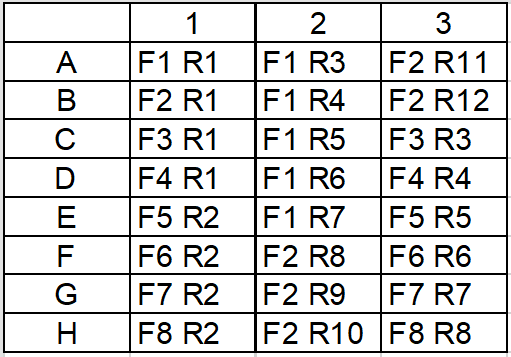 1 2 3
A F1 R1 F1 R3 F2 R11
B F2 R1 F1 R4 F2 R12
C F3 R1 F1 R5 F3 R3
D F4 R1 F1 R6 F4 R4
E F5 R2 F1 R7 F5 R5
F F6 R2 F2 R8 F6 R6
G F7 R2 F2 R9 F7 R7
H F8 R2 F2 R10 F8 R8